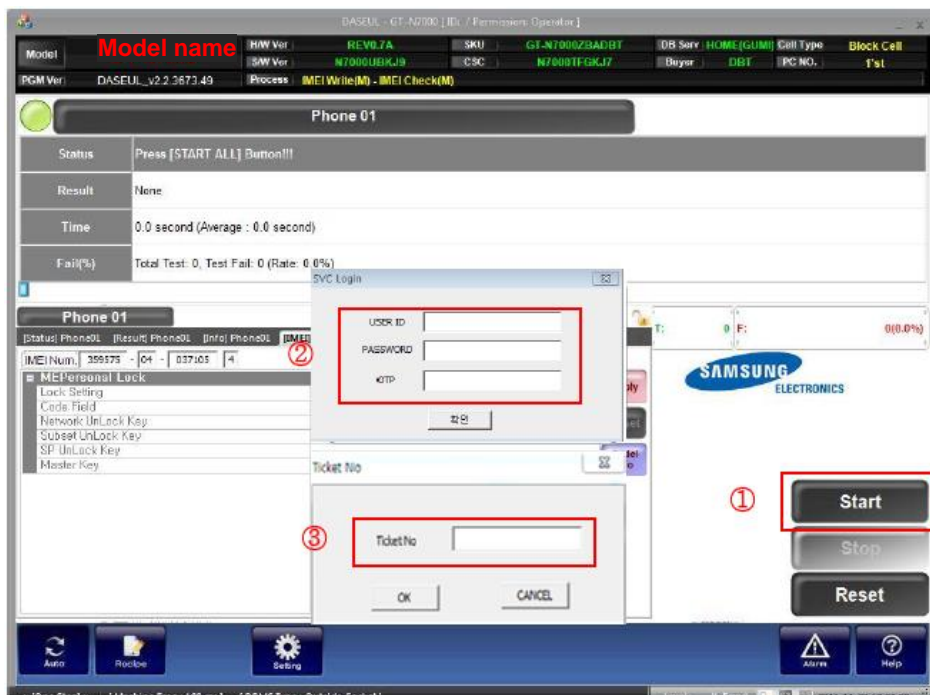 DASEUL - GT-N7000 [ ID: / Permission: Operator ]
Model
Model name
H/W Ver
REV0.7A
SKU
GT-N7000ZBADBT
DB Serv
HOME(GUMI)
Cell Type
Block Cell
S/W Ver
N7000UBKJ9
CSC
N7000TFGKJ7
Buyer
DBT
PC NO.
1'st
PGM Ver
DASEUL_v2.2.3673.49
Process
IMEI Write(M) - IMEI Check(M)
Phone 01
Status
Press [START ALL] Button!!!
Result
None
Time
0.0 second (Average : 0.0 second)
Fail(%)
Total Test: 0, Test Fail: 0 (Rate: 0.0%)
Phone 01
[Status] Phone01
[Result] Phone01
[Info] Phone01
IMEI Num.
359575 - 04 - 037105 4
MEPersonal Lock
Lock Setting
Code Field
Network UnLock Key
Subset UnLock Key
SP UnLock Key
Master Key
SVC Login
②
USER ID
PASSWORD
OTP
확인
Ticket No
③
Ticket No
OK
CANCEL
T:
0
F:
0(0.0%)
SAMSUNG
ELECTRONICS
①
Start
Stop
Reset
Auto
Setting
Alarm
Help